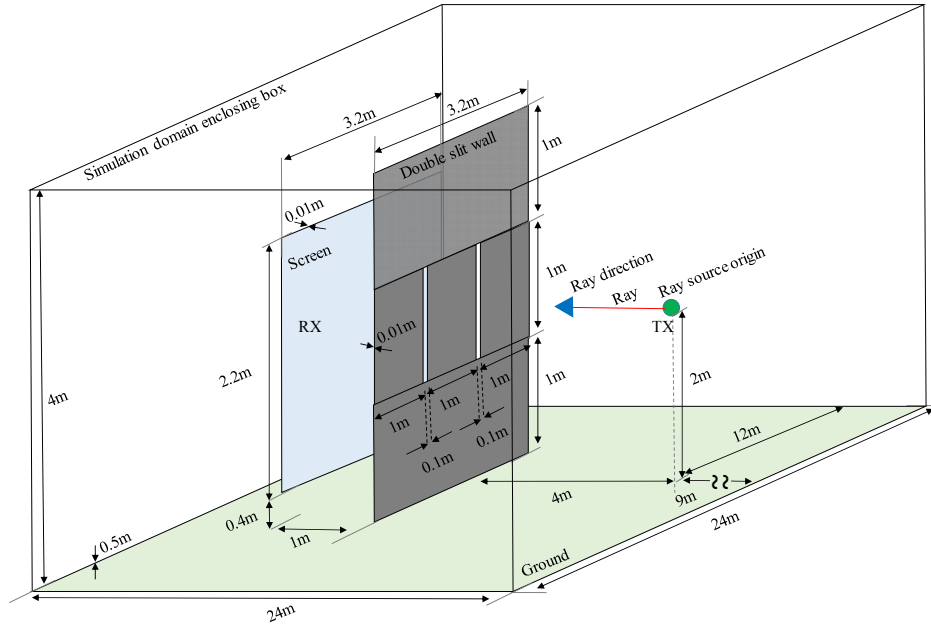 Simulation domain enclosing box
3.2m
3.2m
Double slit wall
1m
0.01m
Screen
1m
Ray direction
Ray source origin
Ray
RX
TX
0.01m
2.2m
2m
4m
1m
1m
1m
1m
12m
0.1m
0.1m
4m
9m
0.4m
1m
24m
0.5m
Ground
24m